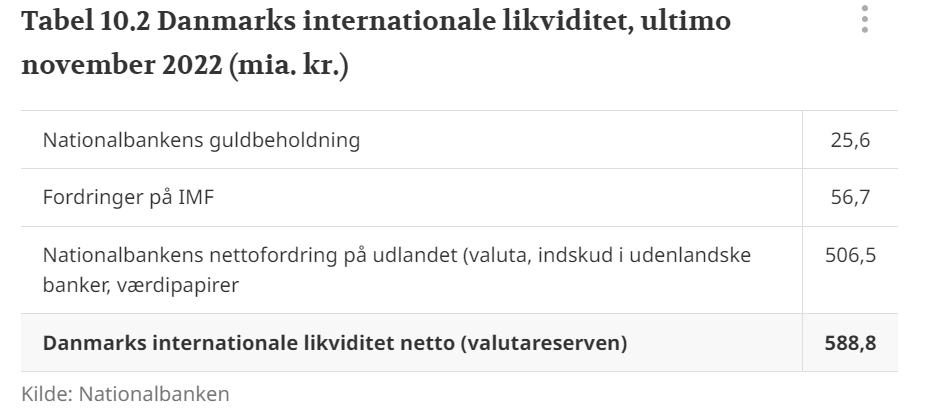 Tabel 10.2 Danmarks internationale likviditet, ultimo
november 2022 (mia. kr.)
Nationalbankens guldbeholdning 25,6
Fordringer på IMF 56,7
Nationalbankens nettofordring på udlandet (valuta, indskud i udenlandske 506,5
banker, værdipapirer
Danmarks internationale likviditet netto (valutareserven) 588,8
Kilde: Nationalbanken